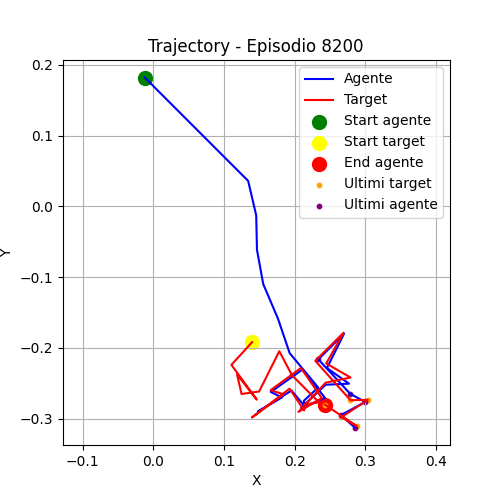 Trajectory - Episodio 8200
Agente
Target
Start agente
Start target
End agente
Ultimi target
Ultimi agente
0.2
0.1
0.0
−0.1
−0.2
−0.3
Y
−0.1
0.0
0.1
0.2
0.3
0.4
X